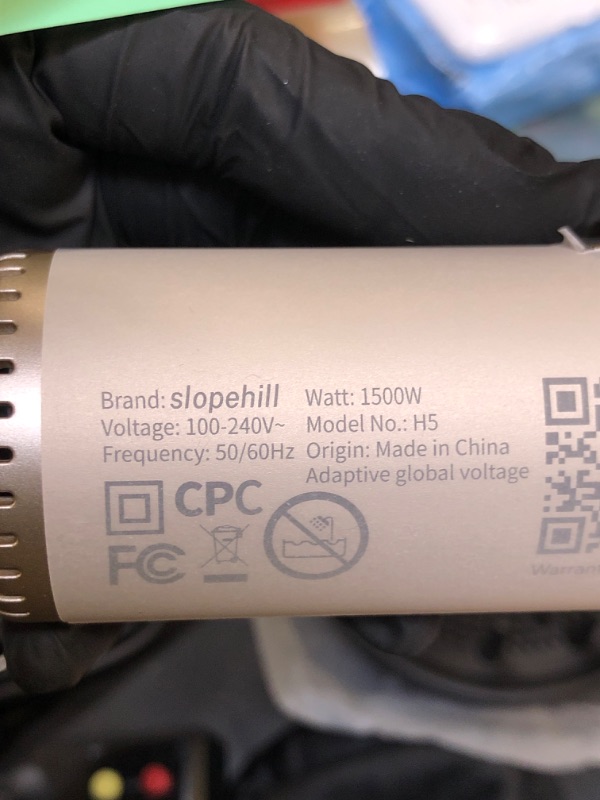 Brand: slopehill Watt: 1500W
Voltage: 100-240V~ Model No.: H5
Frequency: 50/60Hz Origin: Made in China
Adaptive global voltage
CPC
FC